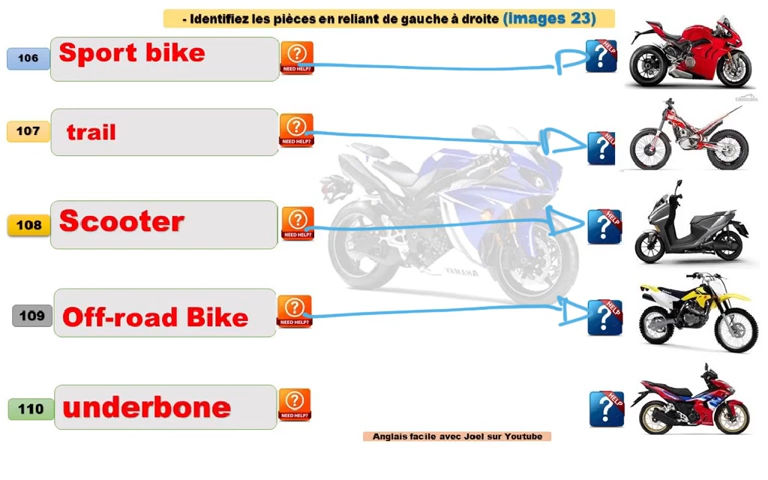 - Identifiez les pièces en reliant de gauche à droite (Images 23)
106 Sport bike ? NEED HELP? ? HELP
107 trail ? NEED HELP? ? HELP
108 Scooter ? NEED HELP? ? HELP
YAMAHA
109 Off-road Bike ? NEED HELP? ? HELP
110 underbone ? NEED HELP? ? HELP
Anglais facile avec Joel sur Youtube